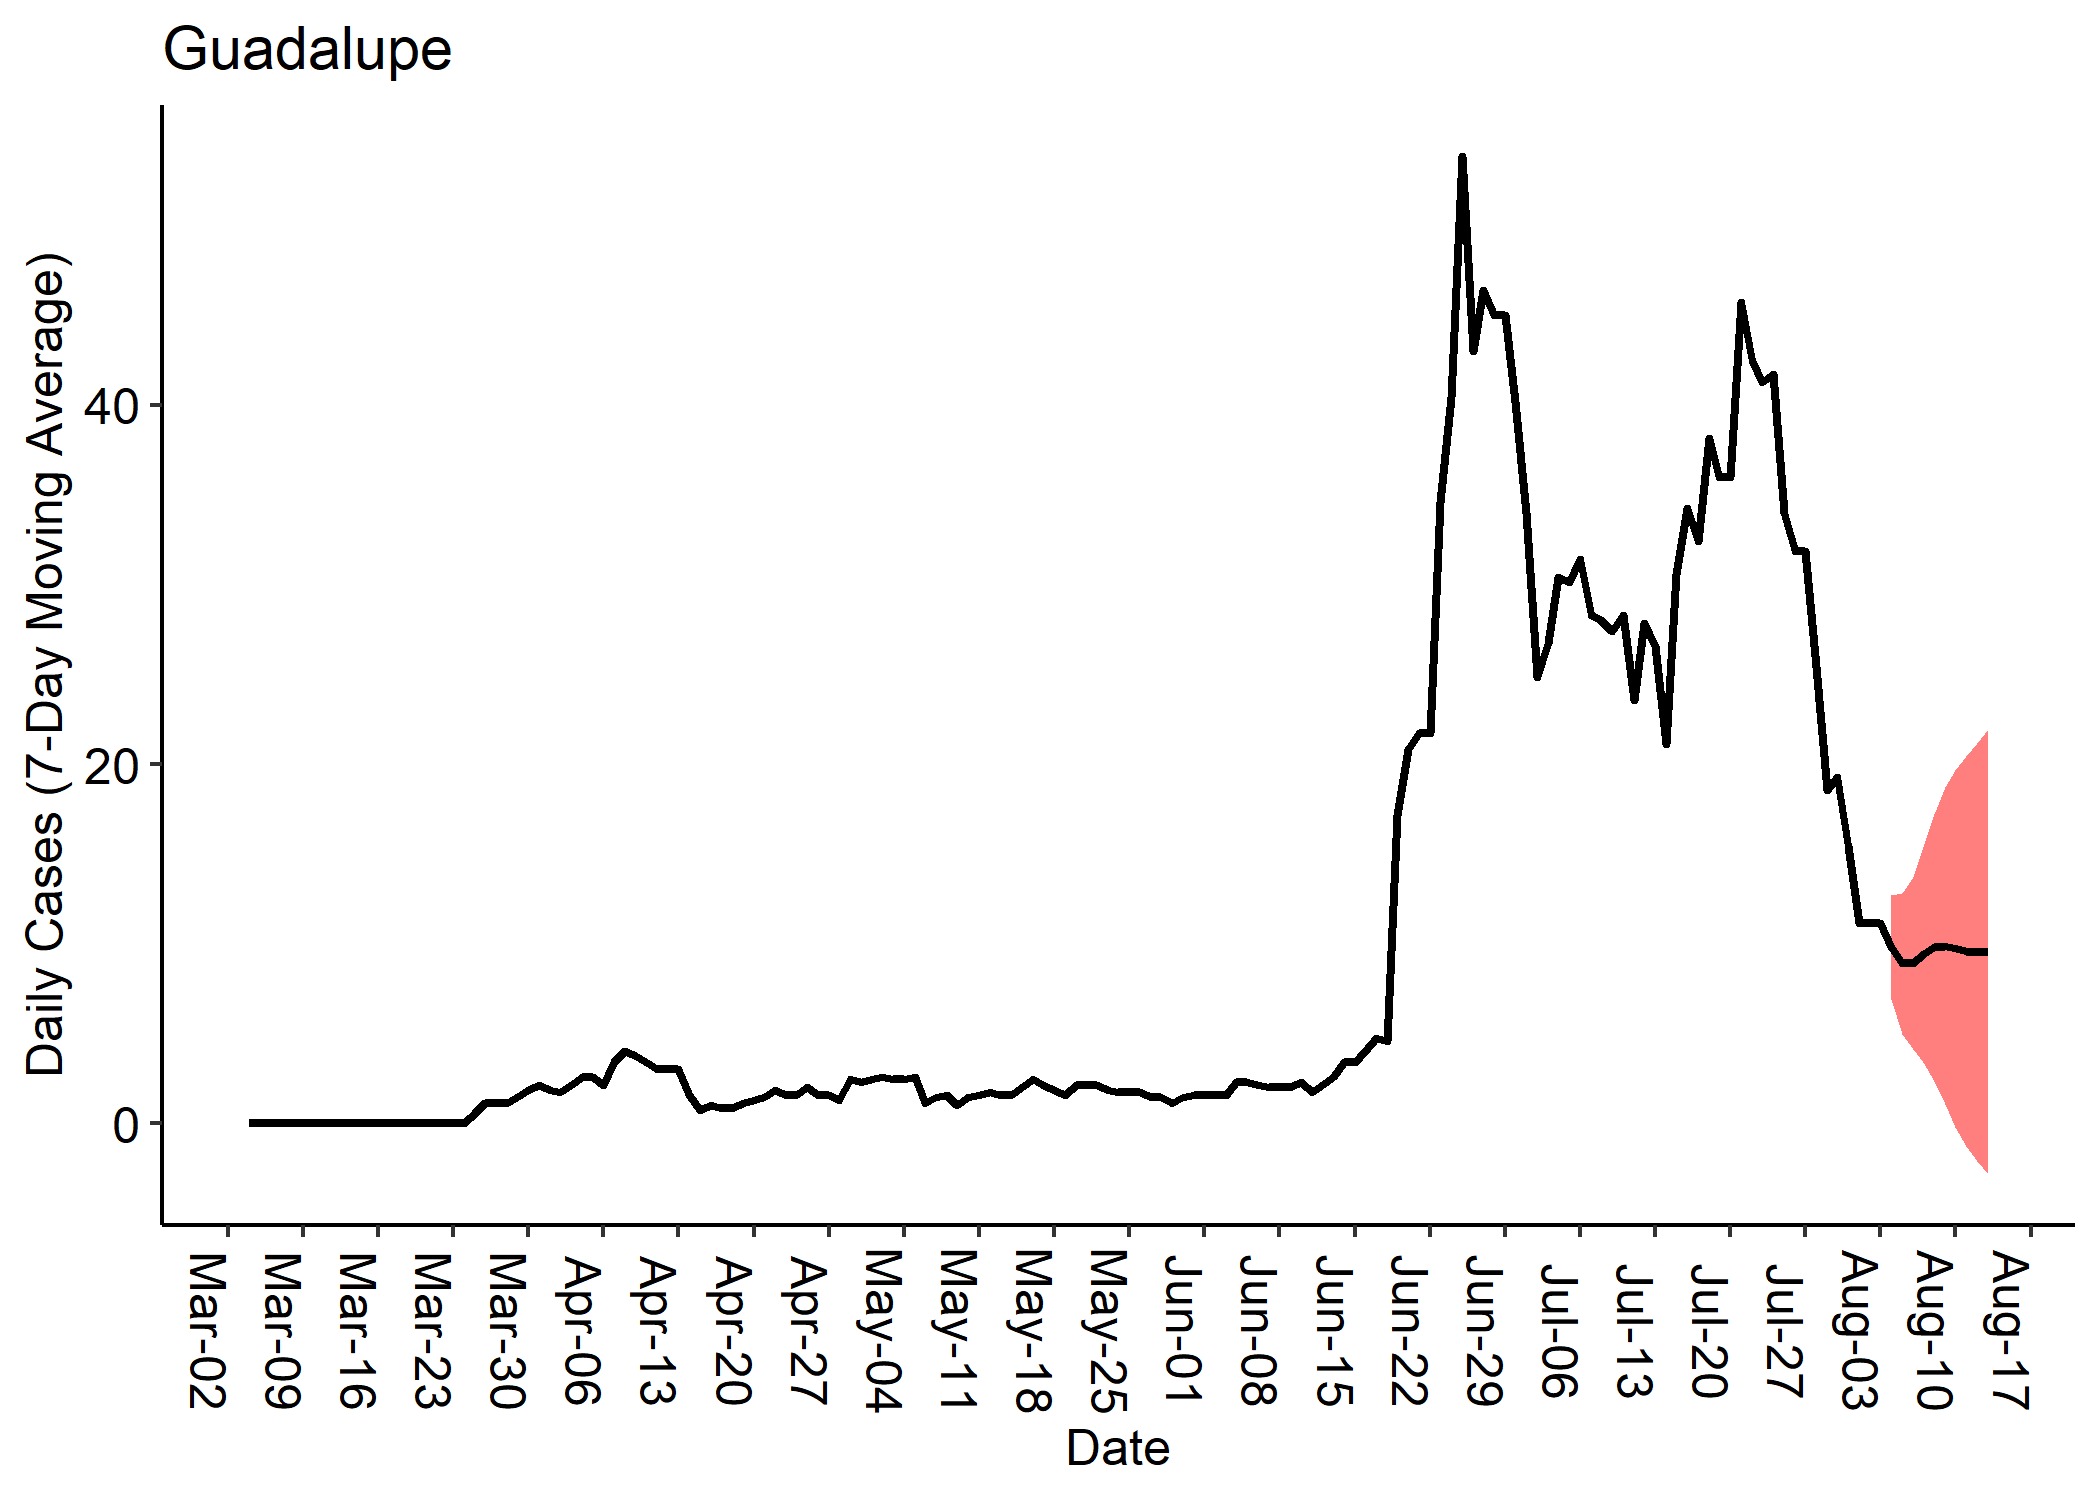 Guadalupe
Daily Cases (7-Day Moving Average)
40
20
0
Mar-02
Mar-09
Mar-16
Mar-23
Mar-30
Apr-06
Apr-13
Apr-20
Apr-27
May-04
May-11
May-18
May-25
Jun-01
Jun-08
Jun-15
Jun-22
Jun-29
Jul-06
Jul-13
Jul-20
Jul-27
Aug-03
Aug-10
Aug-17
Date